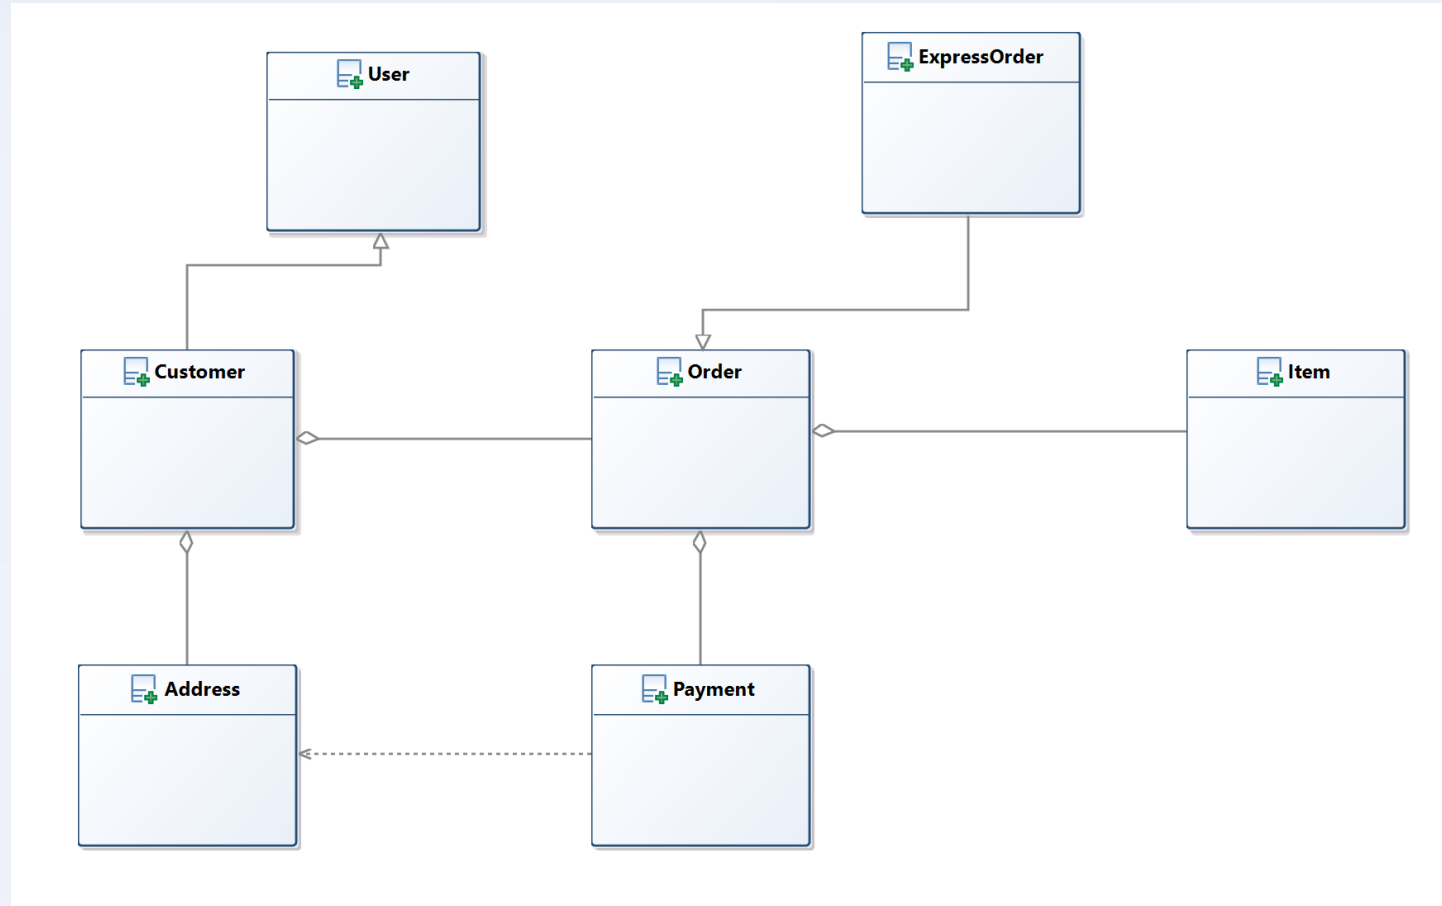 User
ExpressOrder
Customer
Order
Item
Address
Payment